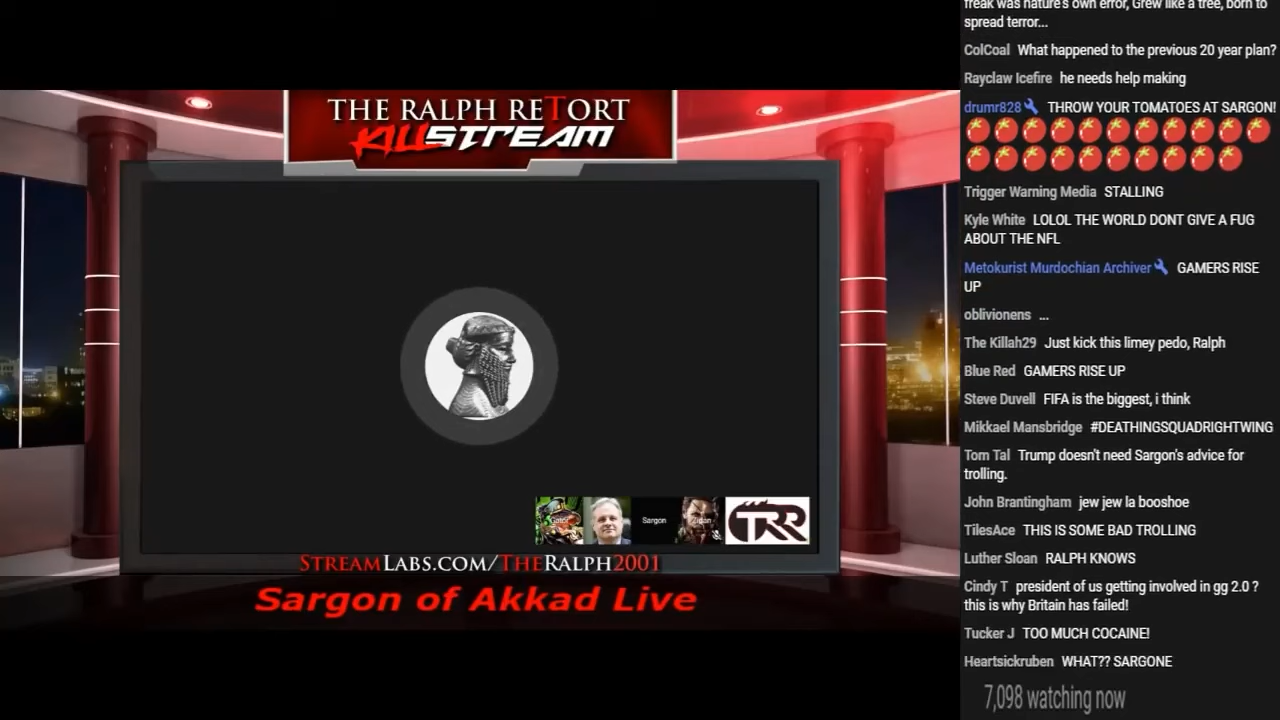 THE RALPH RETORT
KILLSTREAM
Gator
Sargon
Zidan
TRR
STREAMLABS.COM/THERALPH2001
Sargon of Akkad Live
freak was nature's own error, Grew like a tree, born to
spread terror...
ColCoal What happened to the previous 20 year plan?
Rayclaw Icefire he needs help making
drumr828 THROW YOUR TOMATOES AT SARGON!
Trigger Warning Media STALLING
Kyle White LOLOL THE WORLD DONT GIVE A FUG
ABOUT THE NFL
Metokurist Murdochian Archiver GAMERS RISE
UP
oblivionens ...
The Killah29 Just kick this limey pedo, Ralph
Blue Red GAMERS RISE UP
Steve Duvell FIFA is the biggest, i think
Mikkael Mansbridge #DEATHINGSQUADRIGHTWING
Tom Tal Trump doesn't need Sargon's advice for
trolling.
John Brantingham jew jew la booshoe
TilesAce THIS IS SOME BAD TROLLING
Luther Sloan RALPH KNOWS
Cindy T president of us getting involved in gg 2.0 ?
this is why Britain has failed!
Tucker J TOO MUCH COCAINE!
Heartsickruben WHAT?? SARGONE
7,098 watching now